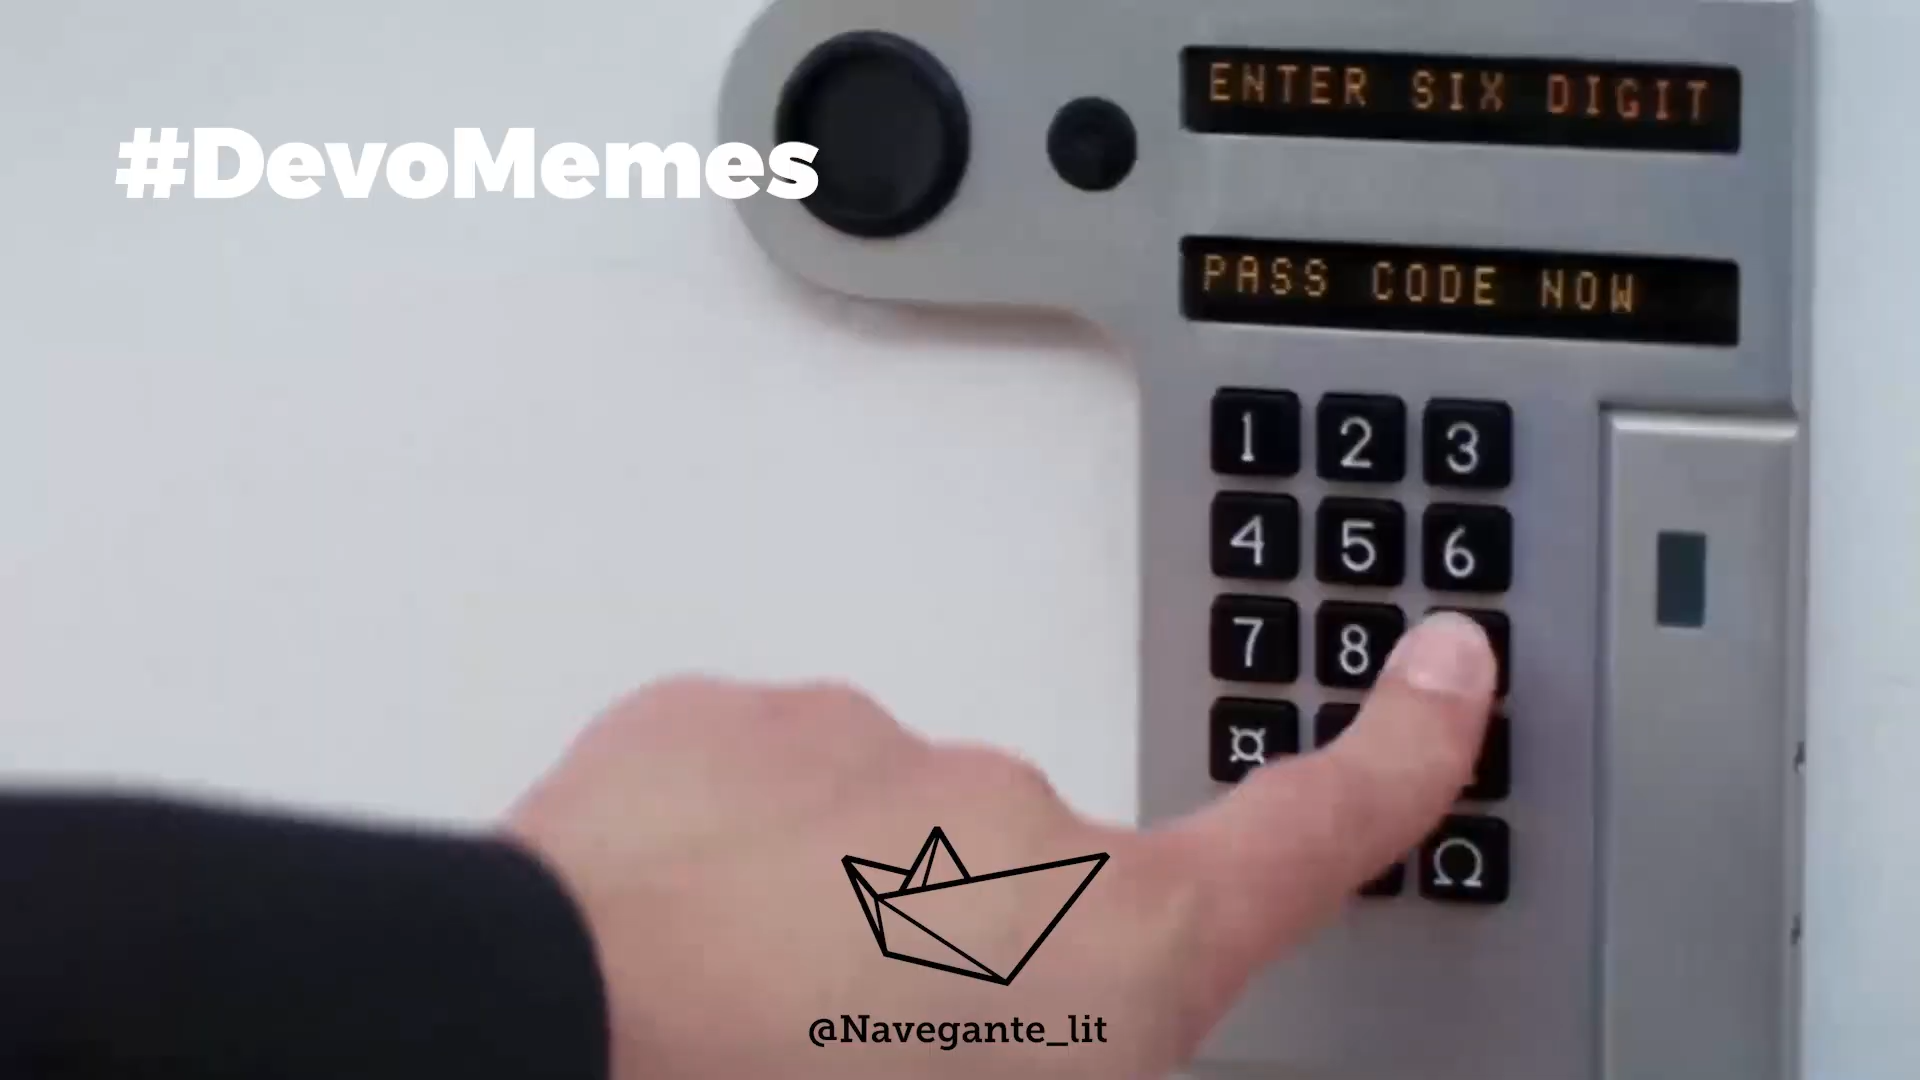 #DevoMemes
ENTER SIX DIGIT
PASS CODE NOW
1 2 3
4 5 6
7 8
¤
Ω
@Navegante_lit